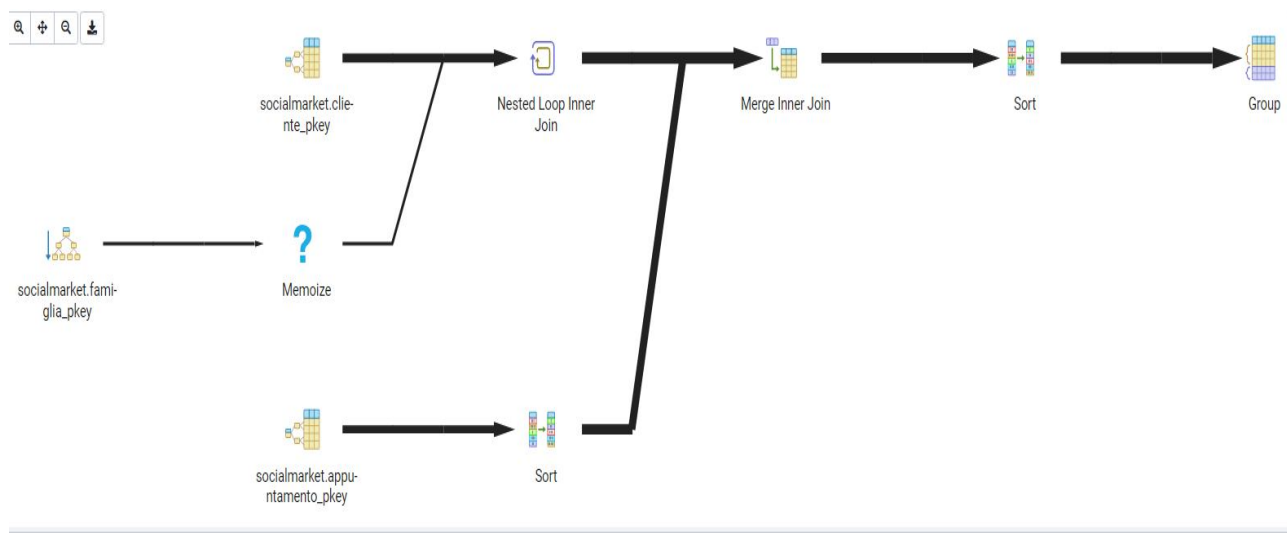 socialmarket.clie-
nte_pkey
Nested Loop Inner
Join
Merge Inner Join
Sort
Group
socialmarket.fami-
glia_pkey
?
Memoize
socialmarket.appu-
ntamento_pkey
Sort